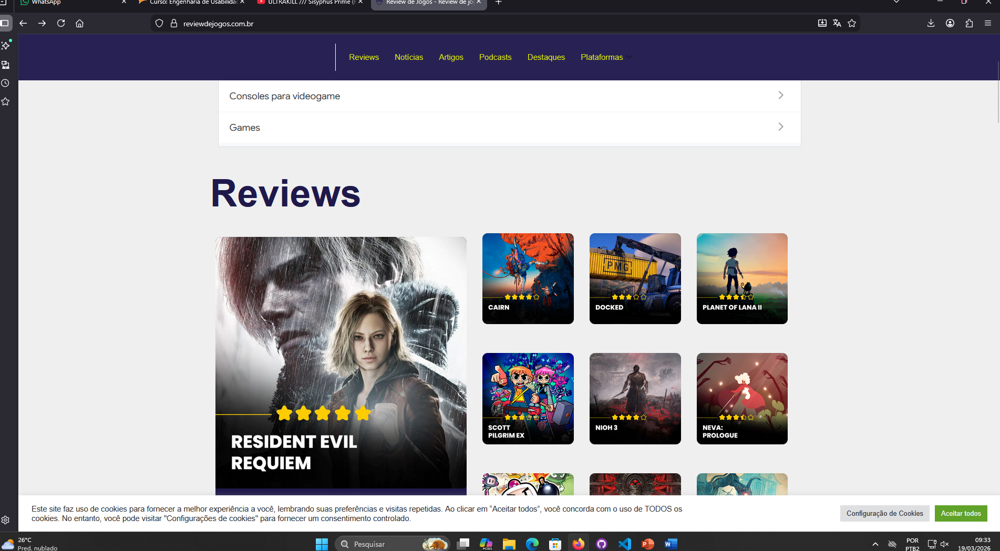 WhatsApp
Curso: Engenharia de Usabilidac
ULTRAKILL /// Sisyphus Prime (F
Review de Jogos - Review de jog
reviewdejogos.com.br
Reviews
Notícias
Artigos
Podcasts
Destaques
Plataformas
Consoles para videogame
Games
Reviews
RESIDENT EVIL
REQUIEM
CAIRN
PMG
DOCKED
PLANET OF LANA II
SCOTT
PILGRIM EX
NIOH 3
NEVA:
PROLOGUE
Este site faz uso de cookies para fornecer a melhor experiência a você, lembrando suas preferências e visitas repetidas. Ao clicar em “Aceitar todos”, você concorda com o uso de TODOS os
cookies. No entanto, você pode visitar "Configurações de cookies" para fornecer um consentimento controlado.
Configuração de Cookies
Aceitar todos
26°C
Pred. nublado
Pesquisar
M365
POR
PTB2
09:33
19/03/2026